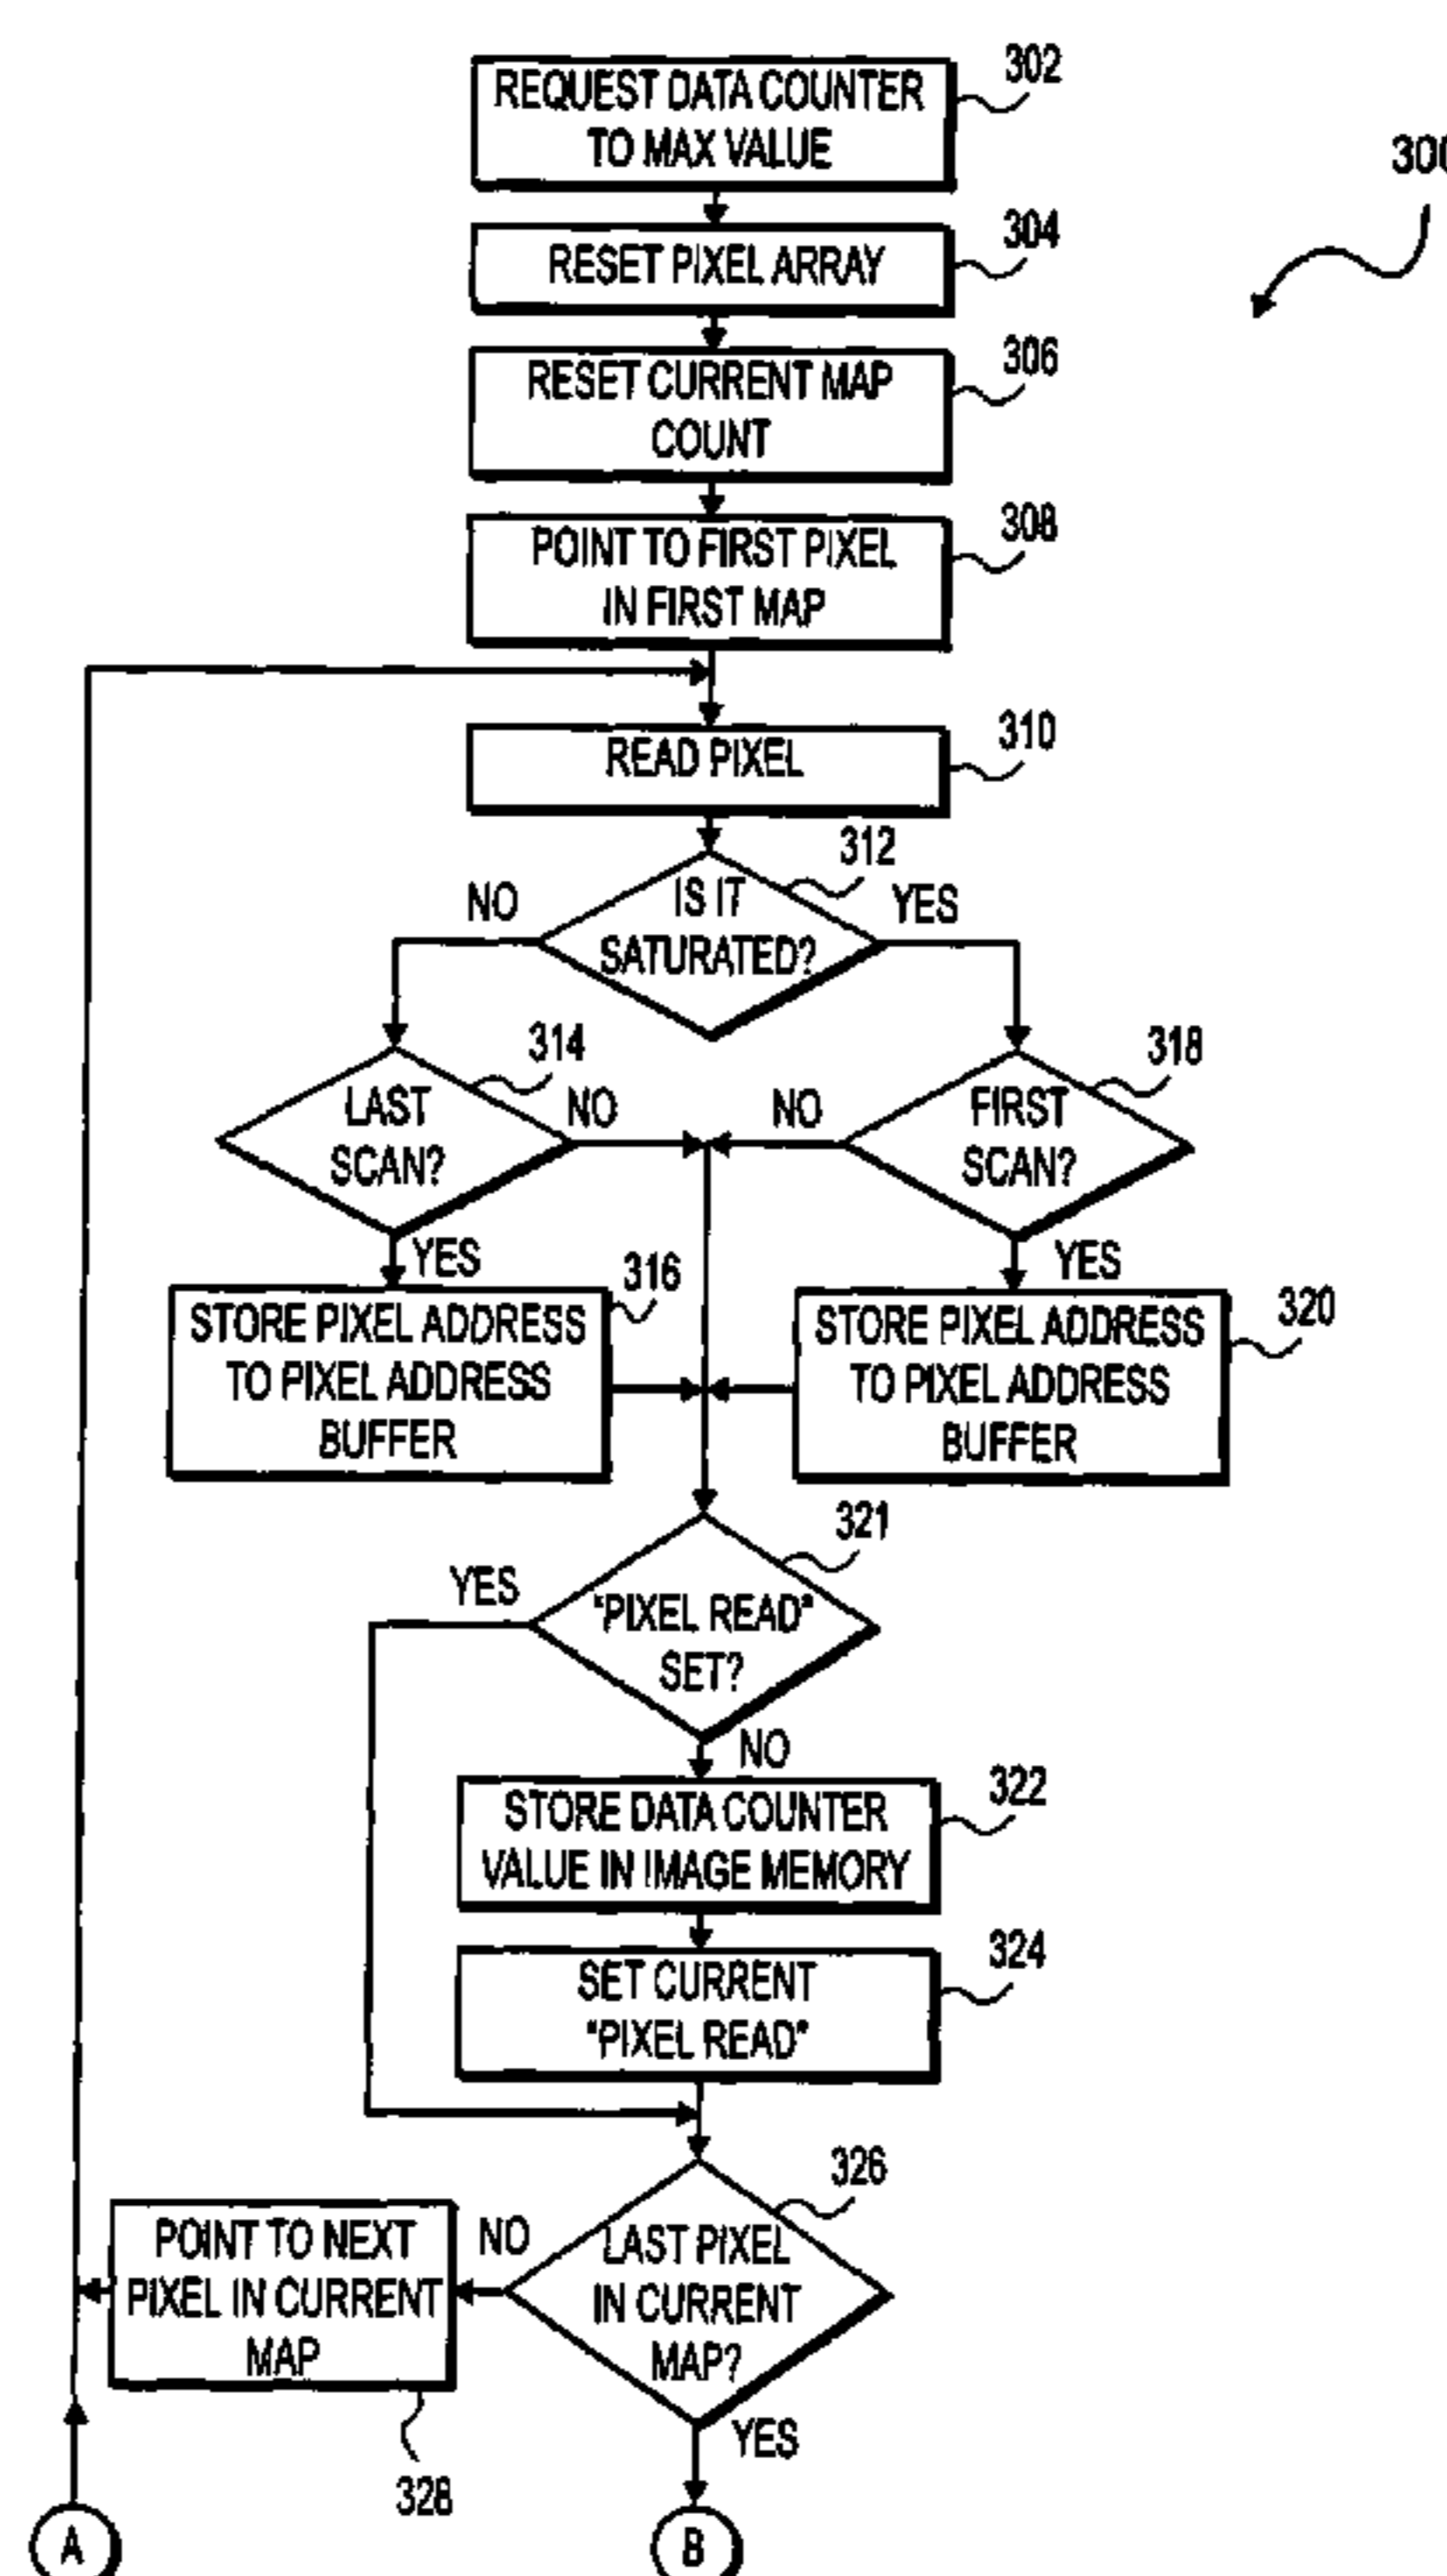 302
REQUEST DATA COUNTER
TO MAX VALUE
300
304
RESET PIXEL ARRAY
306
RESET CURRENT MAP
COUNT
308
POINT TO FIRST PIXEL
IN FIRST MAP
310
READ PIXEL
312
NO
IS IT
SATURATED?
YES
314
LAST
SCAN?
NO
NO
318
FIRST
SCAN?
YES
316
STORE PIXEL ADDRESS
TO PIXEL ADDRESS
BUFFER
YES
320
STORE PIXEL ADDRESS
TO PIXEL ADDRESS
BUFFER
321
YES
"PIXEL READ"
SET?
NO
322
STORE DATA COUNTER
VALUE IN IMAGE MEMORY
324
SET CURRENT
"PIXEL READ"
326
POINT TO NEXT
PIXEL IN CURRENT
MAP
NO
LAST PIXEL
IN CURRENT
MAP?
YES
328
A
B